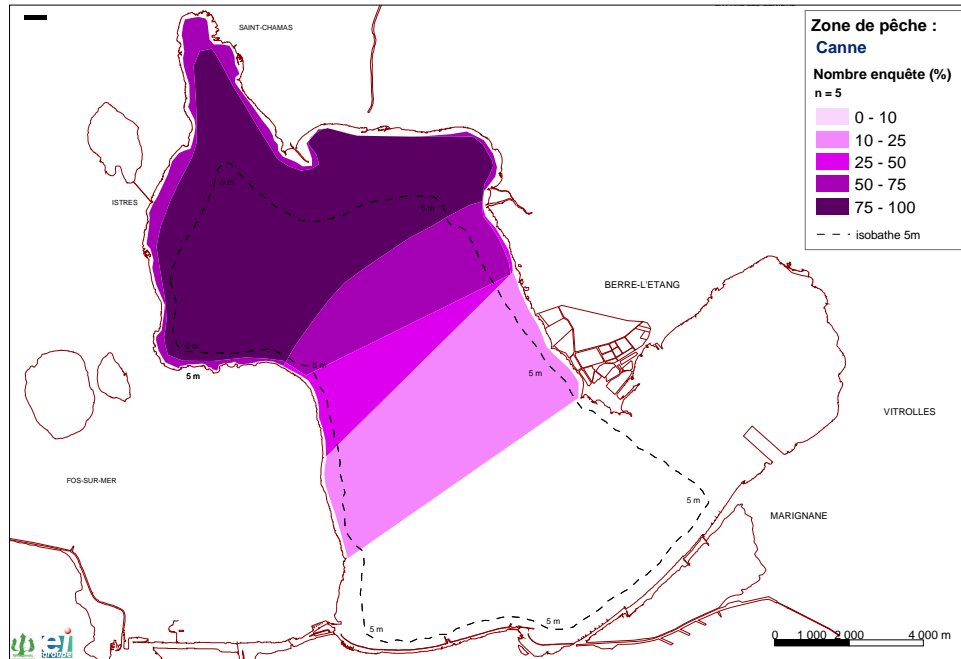 SAINT-CHAMAS
Zone de pêche :
Canne
Nombre enquête (%)
n = 5
0 - 10
10 - 25
25 - 50
50 - 75
75 - 100
isobathe 5m
5 m
ISTRES
5 m
BERRE-L'ETANG
5 m
5 m
5 m
5 m
VITROLLES
FOS-SUR-MER
5 m
MARIGNANE
5 m
5 m
0 1 000 2 000 4 000 m
eji
groupe